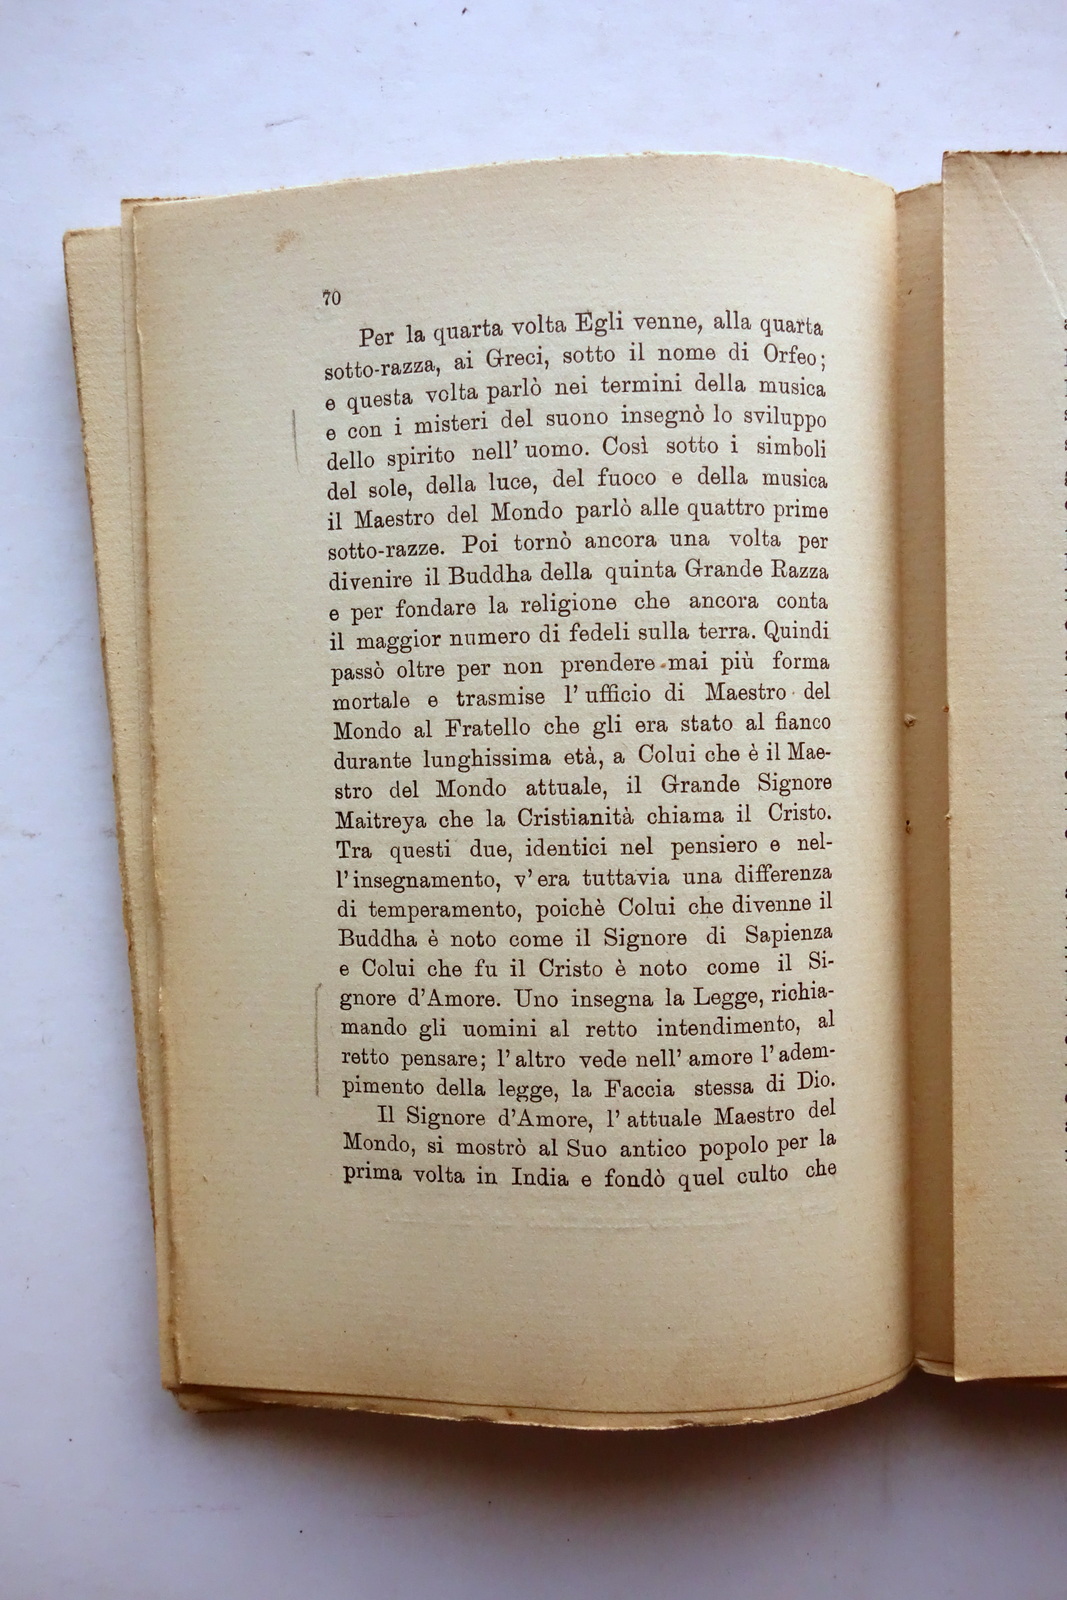 70
Per la quarta volta Egli venne, alla quarta
sotto-razza, ai Greci, sotto il nome di Orfeo;
e questa volta parlò nei termini della musica
e con i misteri del suono insegnò lo sviluppo
dello spirito nell' uomo. Così sotto i simboli
del sole, della luce, del fuoco e della musica
il Maestro del Mondo parlò alle quattro prime
sotto-razze. Poi tornò ancora una volta per
divenire il Buddha della quinta Grande Razza
e per fondare la religione che ancora conta
il maggior numero di fedeli sulla terra. Quindi
passò oltre per non prendere mai più forma
mortale e trasmise l' ufficio di Maestro del
Mondo al Fratello che gli era stato al fianco
durante lunghissima età, a Colui che è il Mae-
stro del Mondo attuale, il Grande Signore
Maitreya che la Cristianità chiama il Cristo.
Tra questi due, identici nel pensiero e nel-
l' insegnamento, v' era tuttavia una differenza
di temperamento, poichè Colui che divenne il
Buddha è noto come il Signore di Sapienza
e Colui che fu il Cristo è noto come il Si-
gnore d'Amore. Uno insegna la Legge, richia-
mando gli uomini al retto intendimento, al
retto pensare; l' altro vede nell' amore l' adem-
pimento della legge, la Faccia stessa di Dio.
Il Signore d'Amore, l' attuale Maestro del
Mondo, si mostrò al Suo antico popolo per la
prima volta in India e fondò quel culto che